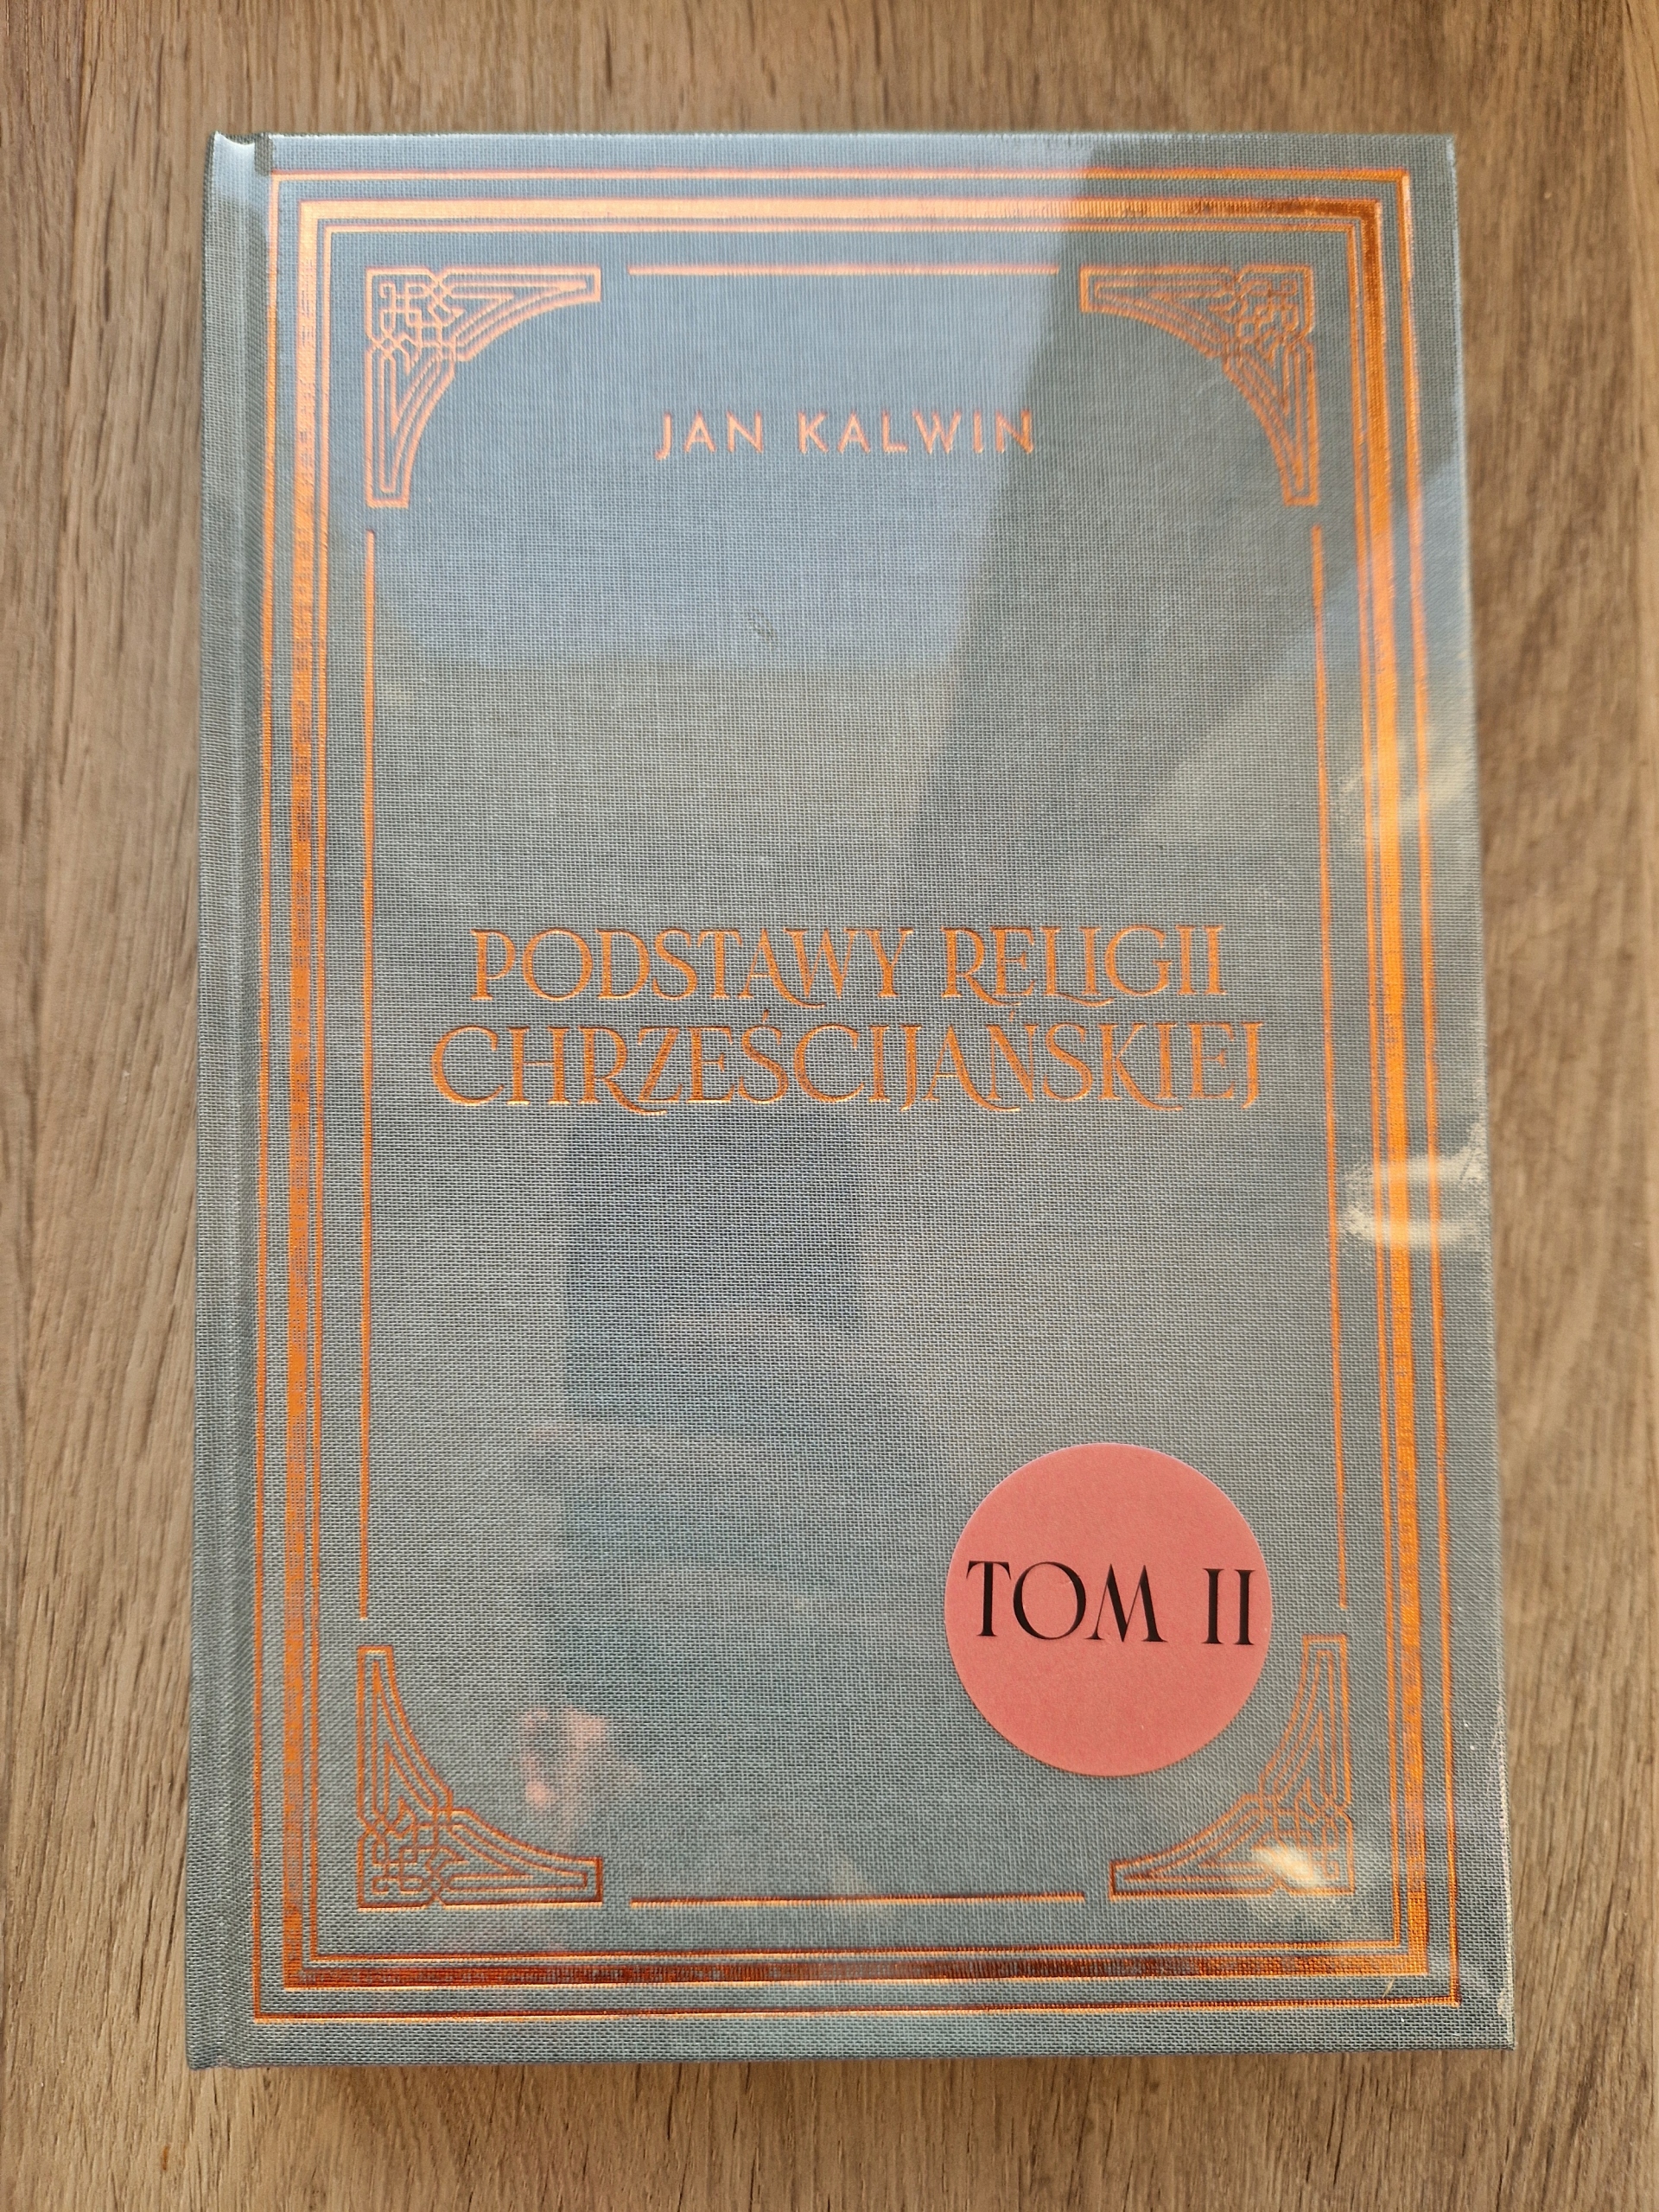 JAN KALWIN
PODSTAWY RELIGII
CHRZEŚCIJAŃSKIEJ
TOM II